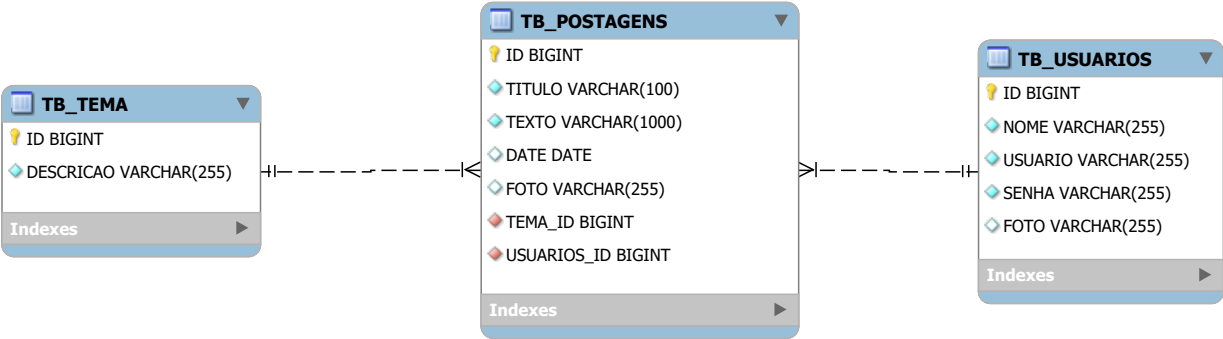 TB_TEMA
ID BIGINT
DESCRICAO VARCHAR(255)
Indexes
TB_POSTAGENS
ID BIGINT
TITULO VARCHAR(100)
TEXTO VARCHAR(1000)
DATE DATE
FOTO VARCHAR(255)
TEMA_ID BIGINT
USUARIOS_ID BIGINT
Indexes
TB_USUARIOS
ID BIGINT
NOME VARCHAR(255)
USUARIO VARCHAR(255)
SENHA VARCHAR(255)
FOTO VARCHAR(255)
Indexes